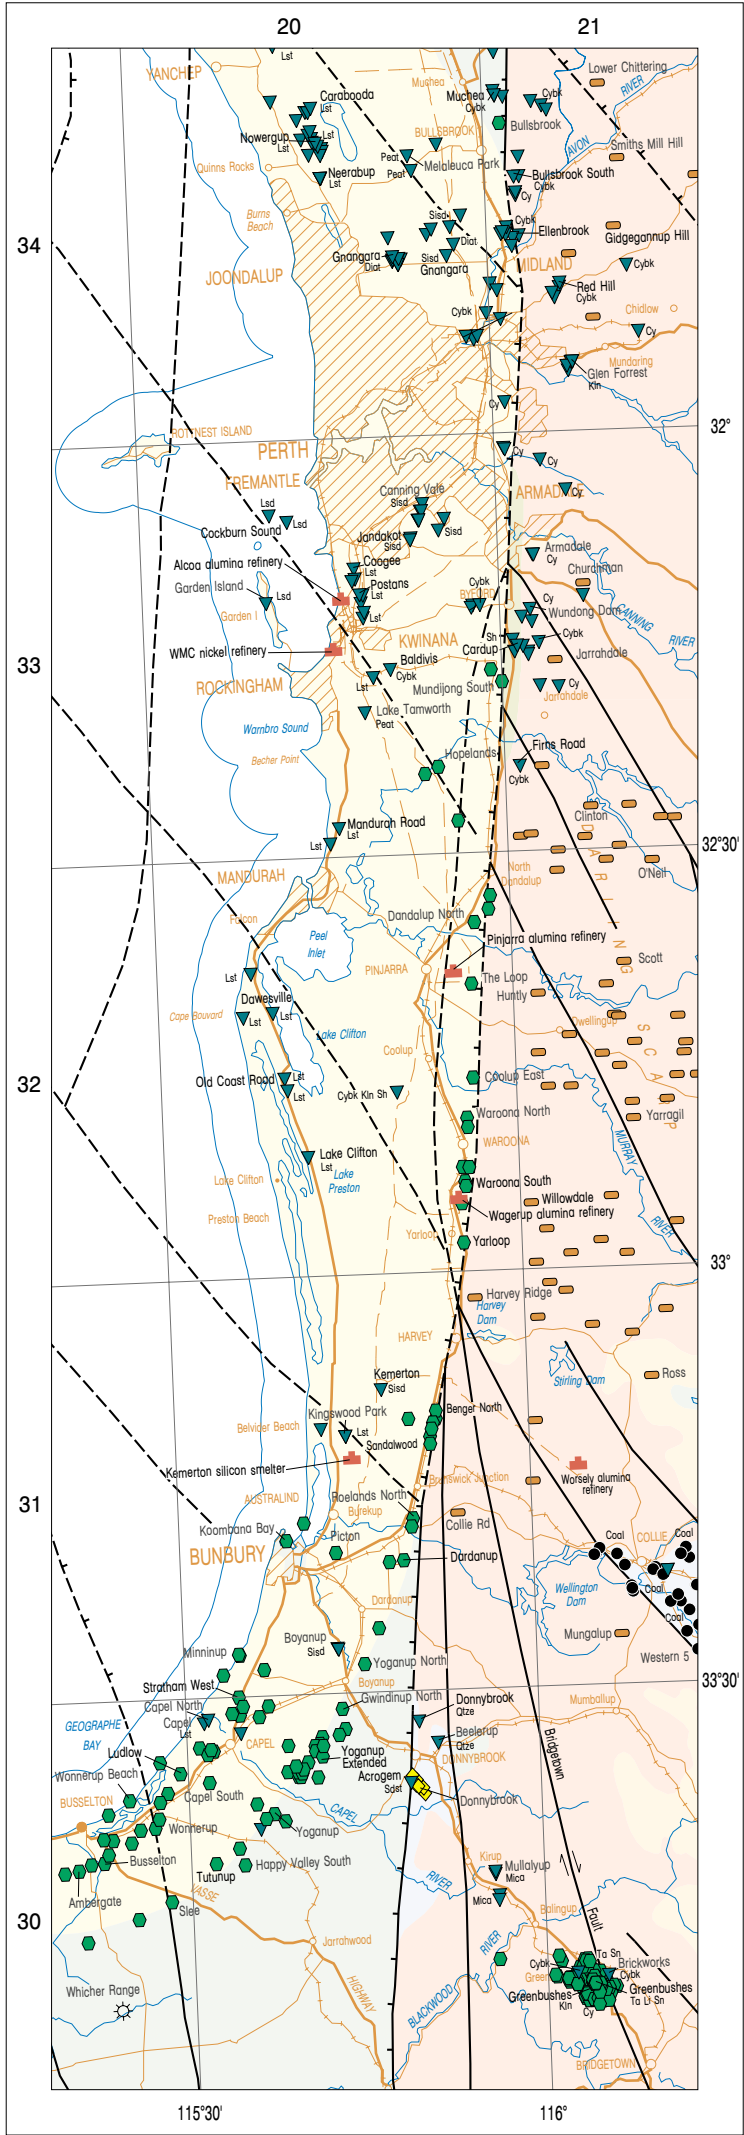 20
21
YANCHEP
Lst
Muchea
Lower Chittering
RIVER
Carabooda
Lst
Muchea
Cybk
Cybk
Nowergup
Lst
Lst
BULLSBROOK
Bullsbrook
AVON
Smiths Mill Hill
Quinns Rocks
Neerabup
Lst
Peat
Peat
Melaleuca Park
Bullsbrook South
Cybk
Cy
Burns
Beach
Sisd
Cybk
Ellenbrook
34
Gnangara
Diat
Diat
Sisd
Gnangara
Gidgegannup Hill
JOONDALUP
MIDLAND
Cybk
Red Hill
Cybk
Cybk
Chidlow
Cy
Mundaring
Glen Forrest
Kln
Cy
ROTTNEST ISLAND
32°
PERTH
Cy
Cy
FREMANTLE
Canning Vale
Sisd
ARMADALE
Cy
Lsd
Lsd
Cockburn Sound
Jandakot
Sisd
Sisd
Alcoa alumina refinery
Coogee
Lst
Armadale
Cy
Garden Island
Lsd
Postans
Lst
Cybk
Churchman
Garden I
Lst
BYFORD
Cy
Wundong Dam
CANNING
RIVER
WMC nickel refinery
KWINANA
Sh
Cardup
Cybk
33
Baldivis
Cybk
Lst
Jarrahdale
ROCKINGHAM
Mundijong South
Cy
Jarrahdale
Lake Tamworth
Peat
Warnbro Sound
Becher Point
Hopelands
Firns Road
Cybk
Mandurah Road
Lst
Lst
Clinton
32°30'
DARLING
O'Neil
MANDURAH
North
Dandalup
Falcon
Dandalup North
Peel
Inlet
Pinjarra alumina refinery
Scott
PINJARRA
The Loop
Huntly
Lst
Dawesville
Lst
Cape Bouvard
Lst
Lake Clifton
Dwellingup
SCARP
Coolup
32
Old Coast Road
Lst
Lst
Cybk Kln Sh
Coolup East
Waroona North
Yarragil
WAROONA
MURRAY
RIVER
Lake Clifton
Lst
Lake Clifton
Lake
Preston
Waroona South
Willowdale
Wagerup alumina refinery
Preston Beach
Yarloop
Yarloop
33°
Harvey Ridge
Harvey
Dam
HARVEY
Kemerton
Sisd
Stirling Dam
Ross
Kingswood Park
Benger North
Belvider Beach
Lst
Sandalwood
Kemerton silicon smelter
Brunswick Junction
Worsely alumina
refinery
AUSTRALIND
Roelands North
31
Burekup
Collie Rd
Koombana Bay
Picton
Coal
COLLIE
Coal
BUNBURY
Dardanup
Wellington
Dam
Coal
Dardanup
Coal
Boyanup
Sisd
Mungalup
Western 5
Minninup
Yoganup North
33°30'
Stratham West
Boyanup
Gwindinup North
Mumballup
Capel North
Donnybrook
Qtze
GEOGRAPHE
BAY
Capel
Lst
Beelerup
Qtze
Bridgetown
Ludlow
CAPEL
Yoganup
Extended
DONNYBROOK
Wonnerup Beach
Acrogem
Sdst
Donnybrook
BUSSELTON
Capel South
CAPEL
Wonnerup
Yoganup
Kirup
Mullalyup
Mica
Busselton
Happy Valley South
RIVER
Tutunup
VASSE
Ambergate
Mica
Slee
Balingup
Fault
30
Jarrahwood
RIVER
Ta Sn
Cybk
Brickworks
Cybk
Whicher Range
HIGHWAY
BLACKWOOD
Greenbushes
Kln
Greenbushes
Ta Li Sn
Cy
BRIDGETOWN
115°30'
116°